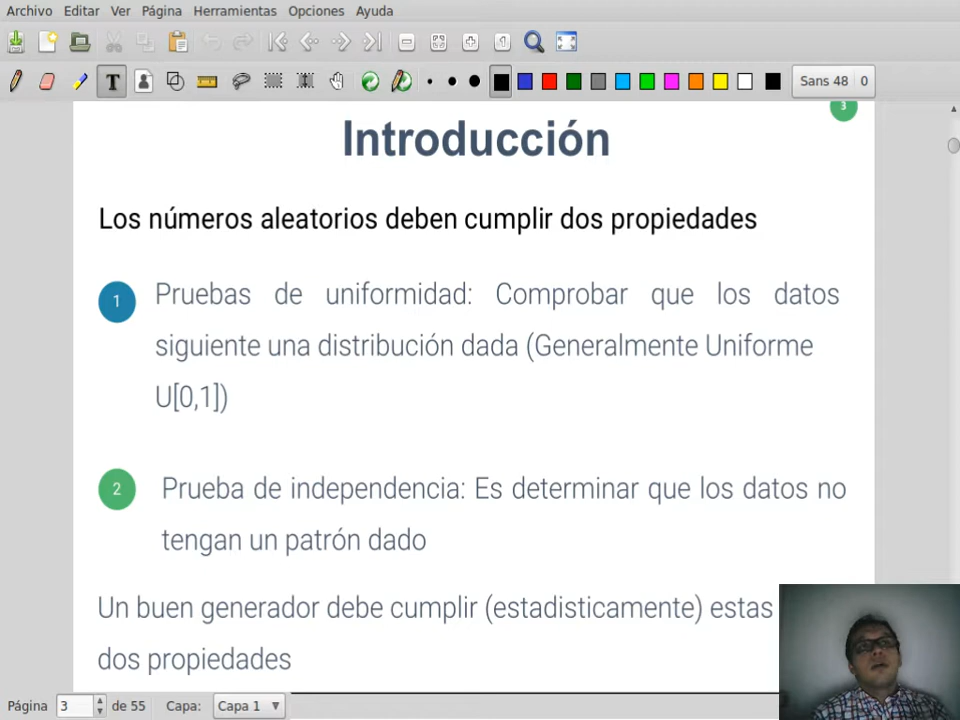 Archivo Editar Ver Página Herramientas Opciones Ayuda
T Sans 48 0
3
Introducción
Los números aleatorios deben cumplir dos propiedades
1 Pruebas de uniformidad: Comprobar que los datos
siguiente una distribución dada (Generalmente Uniforme
U[0,1])
2 Prueba de independencia: Es determinar que los datos no
tengan un patrón dado
Un buen generador debe cumplir (estadisticamente) estas
dos propiedades
Página 3 de 55 Capa: Capa 1